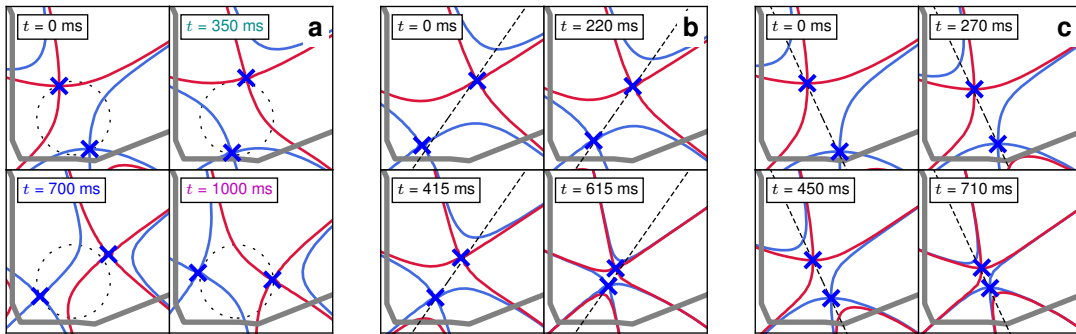 t = 0 ms
t = 350 ms
a
t = 700 ms
t = 1000 ms
t = 0 ms
t = 220 ms
b
t = 415 ms
t = 615 ms
t = 0 ms
t = 270 ms
c
t = 450 ms
t = 710 ms